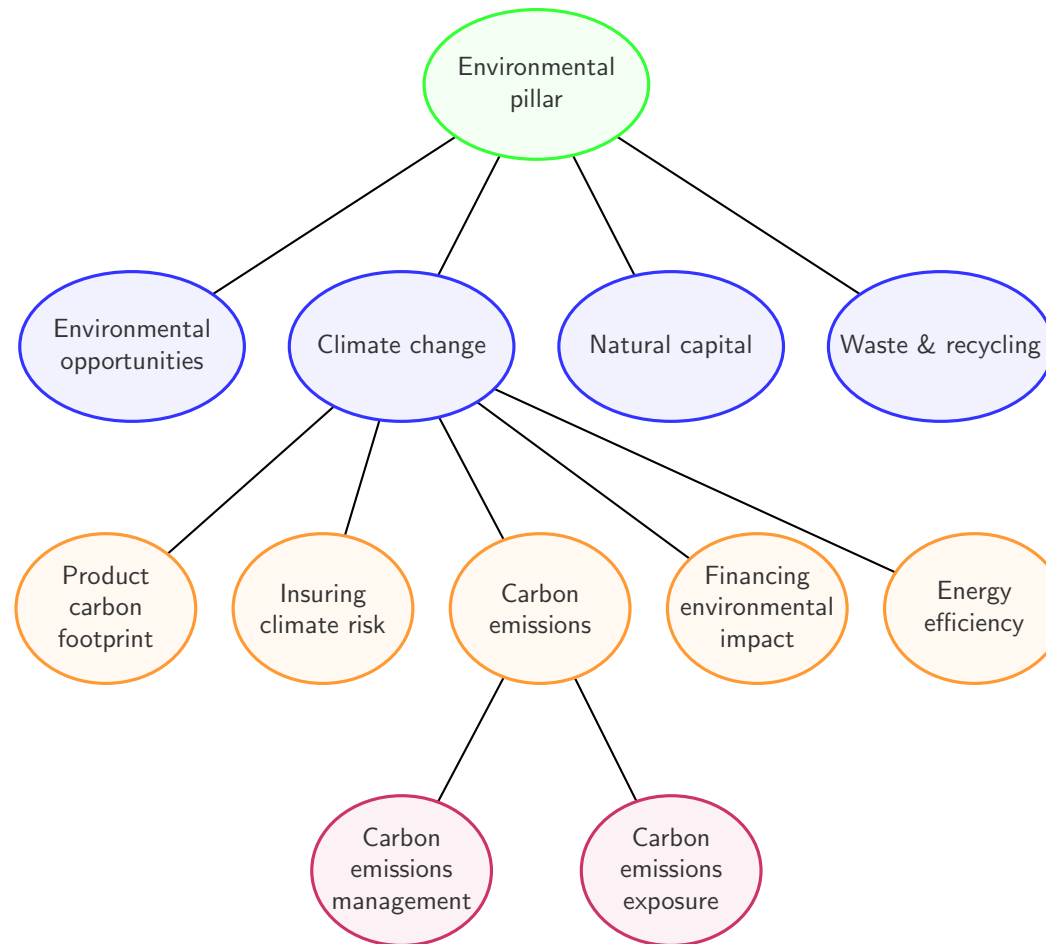 Environmental
pillar
Environmental
opportunities
Climate change
Natural capital
Waste & recycling
Product
carbon
footprint
Insuring
climate risk
Carbon
emissions
Financing
environmental
impact
Energy
efficiency
Carbon
emissions
management
Carbon
emissions
exposure